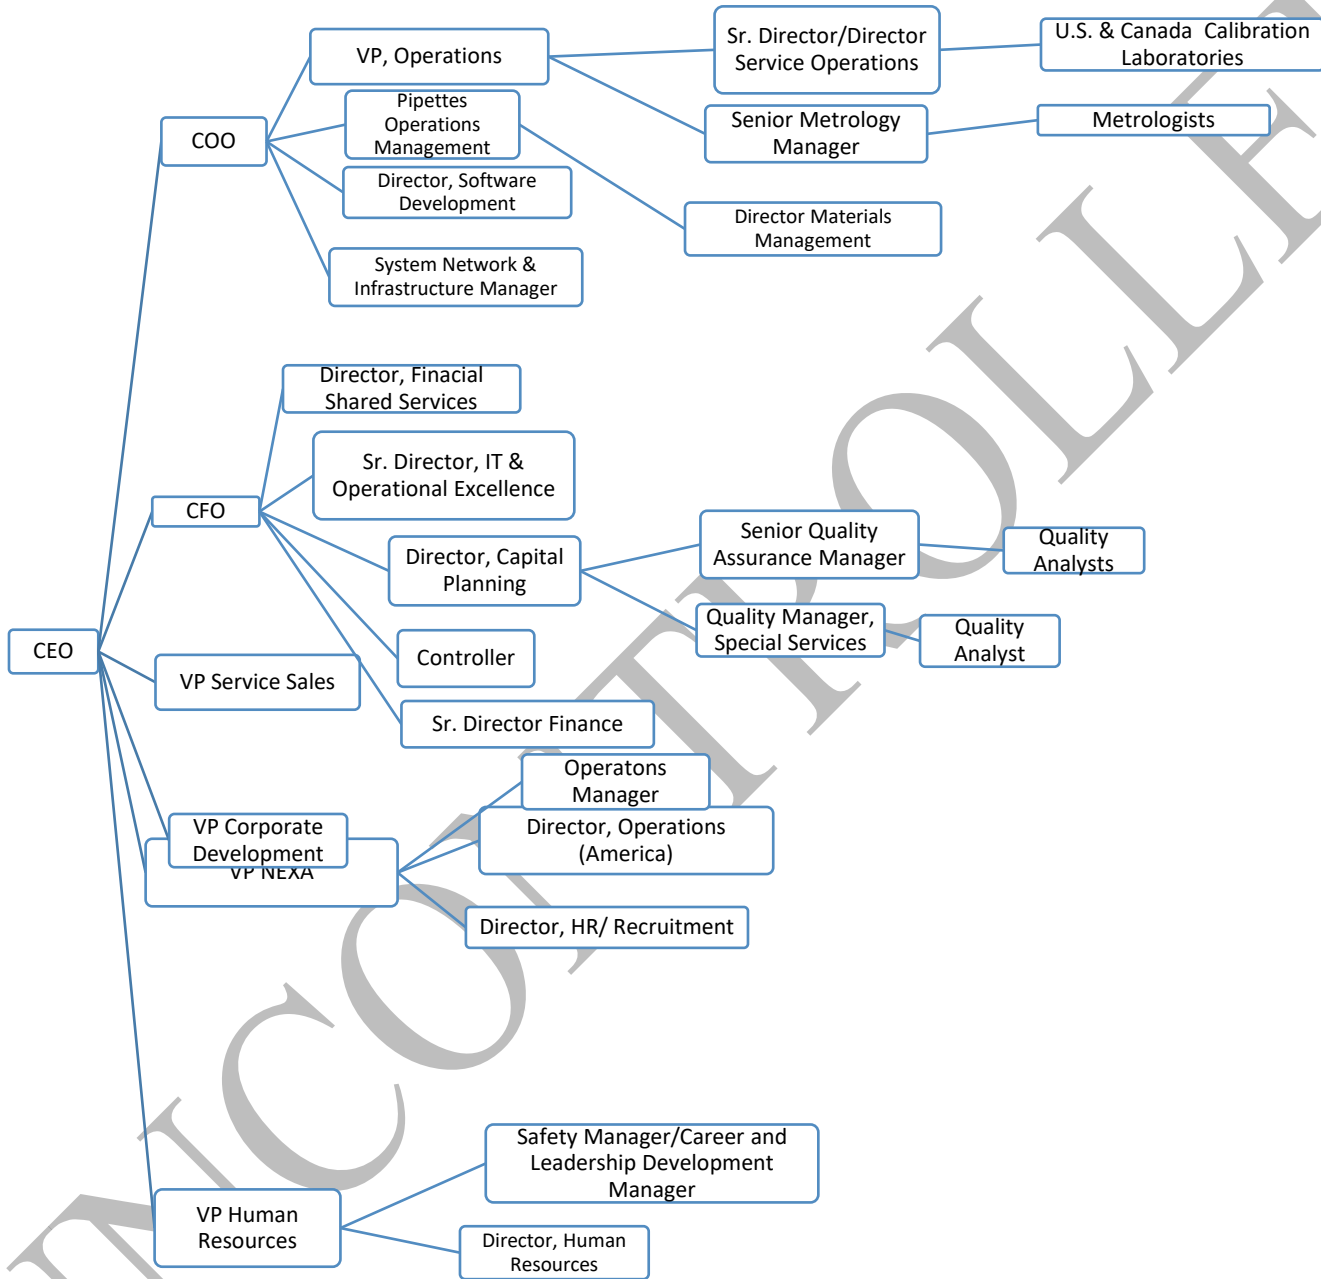 VP, Operations
Sr. Director/Director
Service Operations
U.S. & Canada  Calibration
Laboratories
Pipettes
Operations
Management
Senior Metrology
Manager
Metrologists
COO
Director, Software
Development
Director Materials
Management
System Network &
Infrastructure Manager
Director, Finacial
Shared Services
Sr. Director, IT &
Operational Excellence
CFO
Director, Capital
Planning
Senior Quality
Assurance Manager
Quality
Analysts
Quality Manager,
Special Services
Quality
Analyst
CEO
Controller
VP Service Sales
Sr. Director Finance
Operatons
Manager
VP Corporate
Development
Director, Operations
(America)
VP NEXA
Director, HR/ Recruitment
Safety Manager/Career and
Leadership Development
Manager
VP Human
Resources
Director, Human
Resources
NCONTROLLE